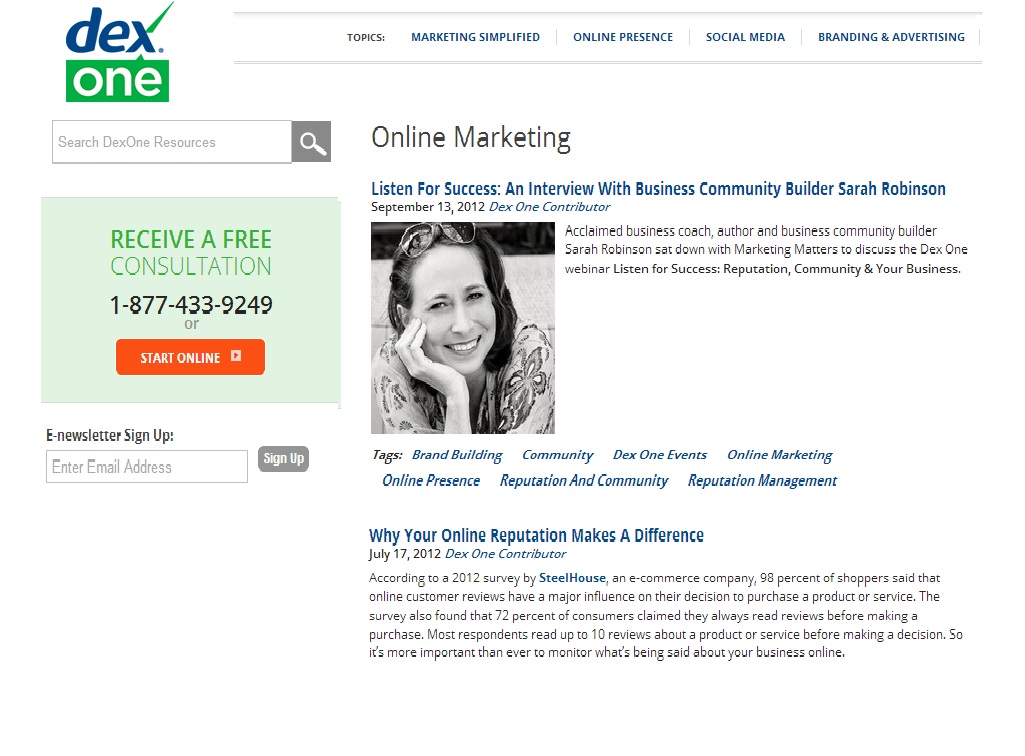 dex
one
TOPICS: MARKETING SIMPLIFIED ONLINE PRESENCE SOCIAL MEDIA BRANDING & ADVERTISING
Search DexOne Resources
RECEIVE A FREE
CONSULTATION
1-877-433-9249
or
START ONLINE
E-newsletter Sign Up:
Enter Email Address
Sign Up
Online Marketing
Listen For Success: An Interview With Business Community Builder Sarah Robinson
September 13, 2012 Dex One Contributor
Acclaimed business coach, author and business community builder
Sarah Robinson sat down with Marketing Matters to discuss the Dex One
webinar Listen for Success: Reputation, Community & Your Business.
Tags: Brand Building Community Dex One Events Online Marketing
Online Presence Reputation And Community Reputation Management
Why Your Online Reputation Makes A Difference
July 17, 2012 Dex One Contributor
According to a 2012 survey by SteelHouse, an e-commerce company, 98 percent of shoppers said that
online customer reviews have a major influence on their decision to purchase a product or service. The
survey also found that 72 percent of consumers claimed they always read reviews before making a
purchase. Most respondents read up to 10 reviews about a product or service before making a decision. So
it's more important than ever to monitor what's being said about your business online.